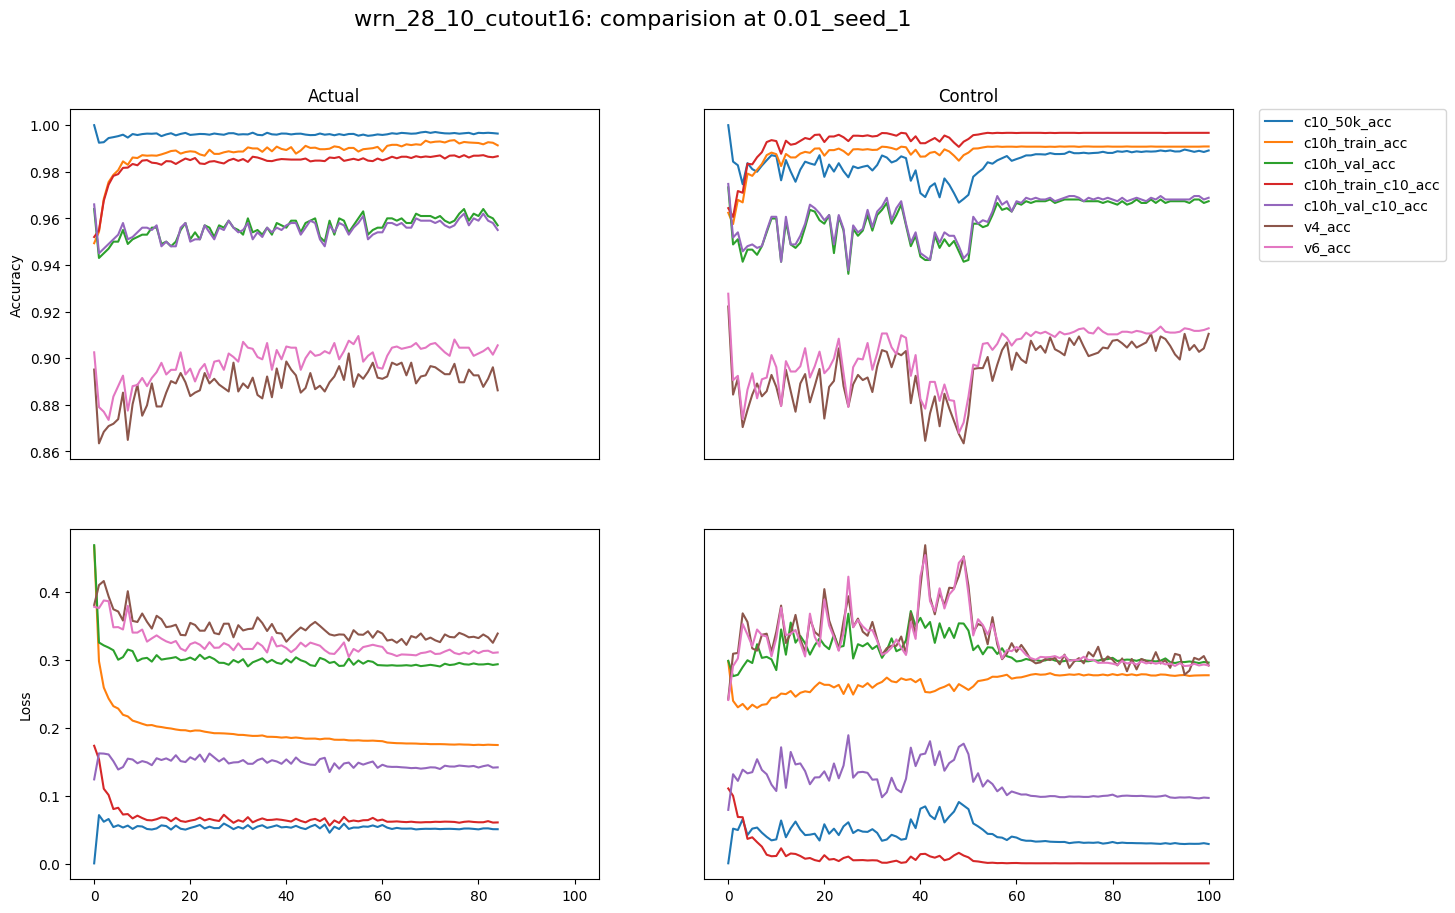 wrn_28_10_cutout16: comparision at 0.01_seed_1
Actual
Control
Accuracy
1.00
0.98
0.96
0.94
0.92
0.90
0.88
0.86
c10_50k_acc
c10h_train_acc
c10h_val_acc
c10h_train_c10_acc
c10h_val_c10_acc
v4_acc
v6_acc
Loss
0.4
0.3
0.2
0.1
0.0
0 20 40 60 80 100
0 20 40 60 80 100